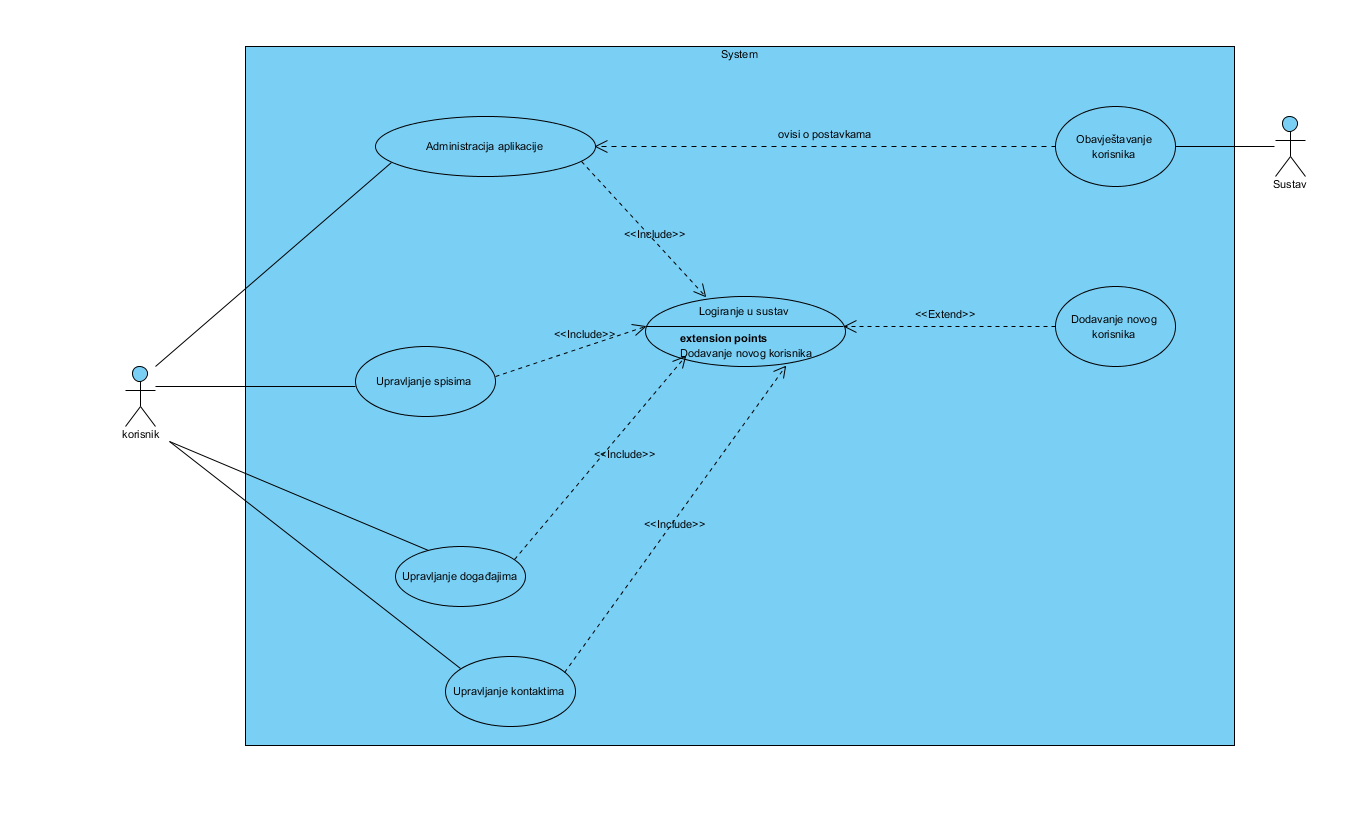 System
ovisi o postavkama
Administracija aplikacije
Obavještavanje
korisnika
Sustav
<<Include>>
Logiranje u sustav
<<Extend>>
Dodavanje novog
korisnika
<<Include>>
extension points
Dodavanje novog korisnika
Upravljanje spisima
korisnik
<<Include>>
<<Include>>
Upravljanje događajima
Upravljanje kontaktima